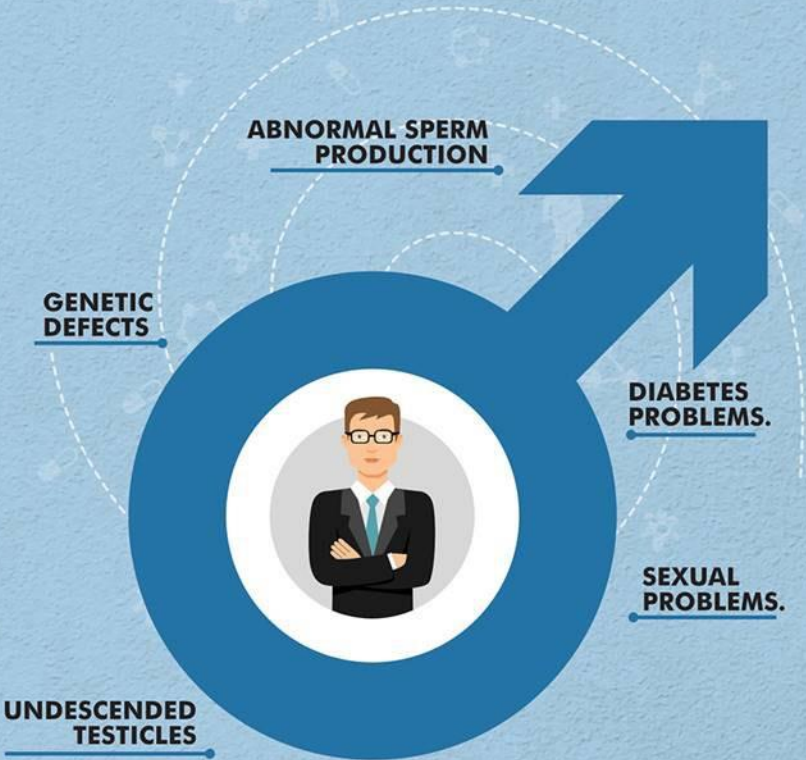 ABNORMAL SPERM
PRODUCTION
GENETIC
DEFECTS
DIABETES
PROBLEMS.
SEXUAL
PROBLEMS.
UNDESCENDED
TESTICLES